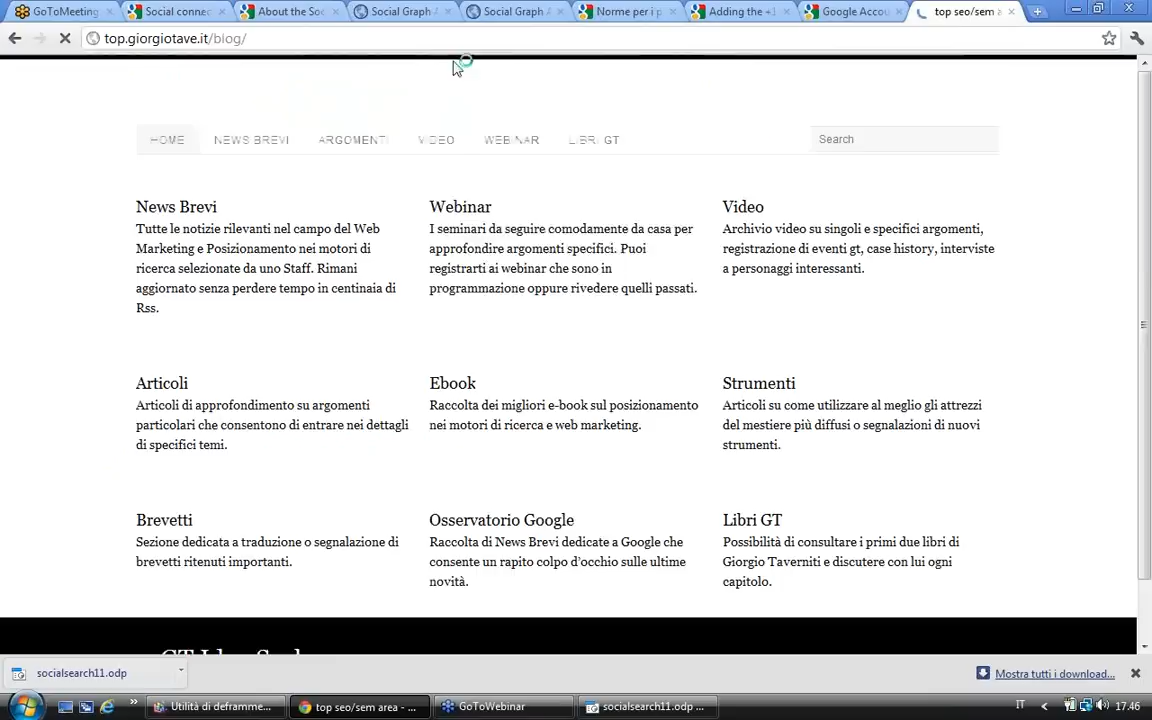 GoToMeeting
Social connec
About the So
Social Graph A
Social Graph A
Norme per i p
Adding the +1
Google Accou
top seo/sem a
top.giorgiotave.it/blog/
HOME NEWS BREVI ARGOMENTI VIDEO WEBINAR LIBRI GT
Search
News Brevi
Tutte le notizie rilevanti nel campo del Web
Marketing e Posizionamento nei motori di
ricerca selezionate da uno Staff. Rimani
aggiornato senza perdere tempo in centinaia di
Rss.
Webinar
I seminari da seguire comodamente da casa per
approfondire argomenti specifici. Puoi
registrarti ai webinar che sono in
programmazione oppure rivedere quelli passati.
Video
Archivio video su singoli e specifici argomenti,
registrazione di eventi gt, case history, interviste
a personaggi interessanti.
Articoli
Articoli di approfondimento su argomenti
particolari che consentono di entrare nei dettagli
di specifici temi.
Ebook
Raccolta dei migliori e-book sul posizionamento
nei motori di ricerca e web marketing.
Strumenti
Articoli su come utilizzare al meglio gli attrezzi
del mestiere più diffusi o segnalazioni di nuovi
strumenti.
Brevetti
Sezione dedicata a traduzione o segnalazione di
brevetti ritenuti importanti.
Osservatorio Google
Raccolta di News Brevi dedicate a Google che
consente un rapito colpo d'occhio sulle ultime
novità.
Libri GT
Possibilità di consultare i primi due libri di
Giorgio Taverniti e discutere con lui ogni
capitolo.
socialsearch11.odp
Mostra tutti i download...
Utilità di deframme...
top seo/sem area - ...
GoToWebinar
socialsearch11.odp ...
IT
17.46